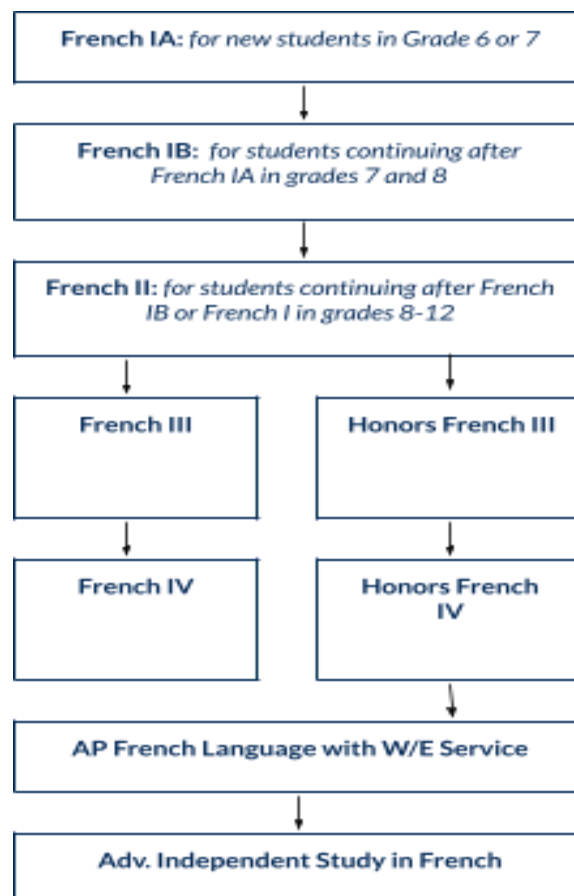 French IA: for new students in Grade 6 or 7
French IB: for students continuing after
French IA in grades 7 and 8
French II: for students continuing after French
IB or French I in grades 8-12
French III
Honors French III
French IV
Honors French
IV
AP French Language with W/E Service
Adv. Independent Study in French